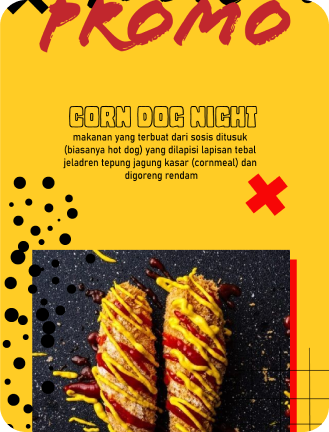 PROMO
CORN DOG NIGHT
makanan yang terbuat dari sosis ditusuk
(biasanya hot dog) yang dilapisi lapisan tebal
jeladren tepung jagung kasar (cornmeal) dan
digoreng rendam